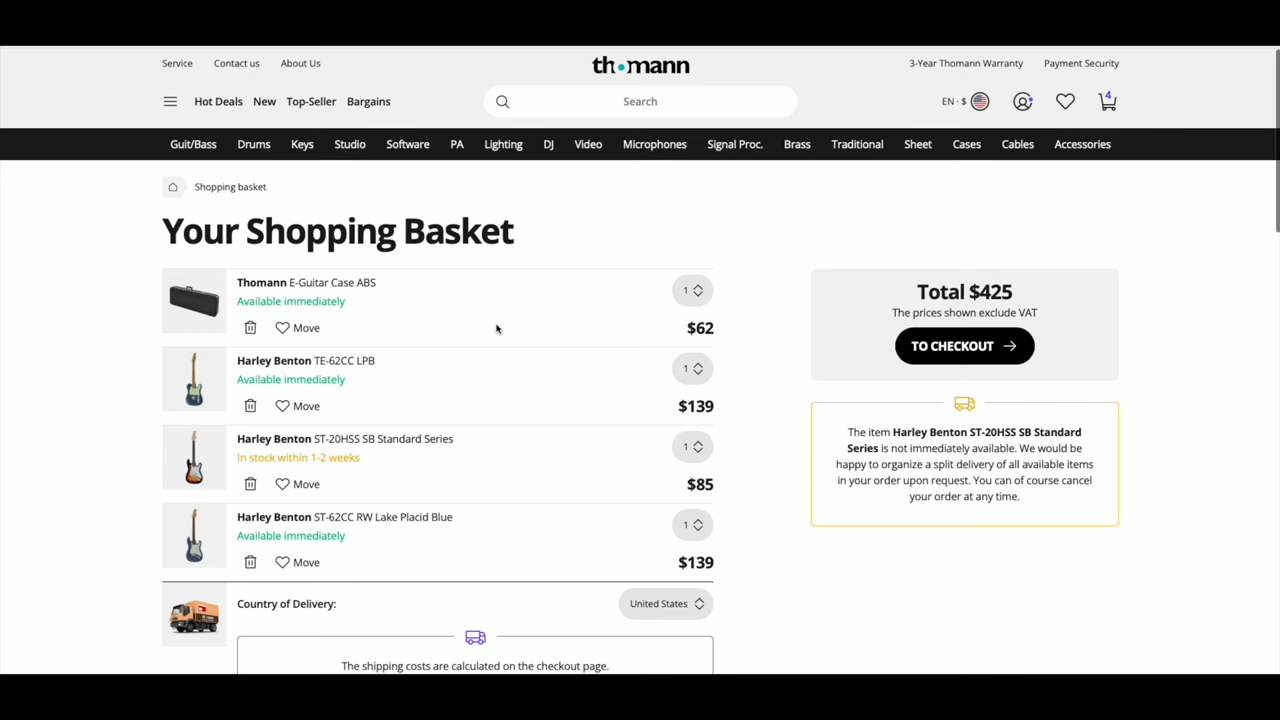 Service Contact us About Us
thomann
3-Year Thomann Warranty Payment Security
Hot Deals New Top-Seller Bargains
Search
EN · $
4
Guit/Bass Drums Keys Studio Software PA Lighting DJ Video Microphones Signal Proc. Brass Traditional Sheet Cases Cables Accessories
Shopping basket
Your Shopping Basket
Thomann E-Guitar Case ABS
Available immediately
1
Move
$62
Harley Benton TE-62CC LPB
Available immediately
1
Move
$139
Harley Benton ST-20HSS SB Standard Series
In stock within 1-2 weeks
1
Move
$85
Harley Benton ST-62CC RW Lake Placid Blue
Available immediately
1
Move
$139
Country of Delivery:
United States
The shipping costs are calculated on the checkout page.
Total $425
The prices shown exclude VAT
TO CHECKOUT
The item Harley Benton ST-20HSS SB Standard
Series is not immediately available. We would be
happy to organize a split delivery of all available items
in your order upon request. You can of course cancel
your order at any time.